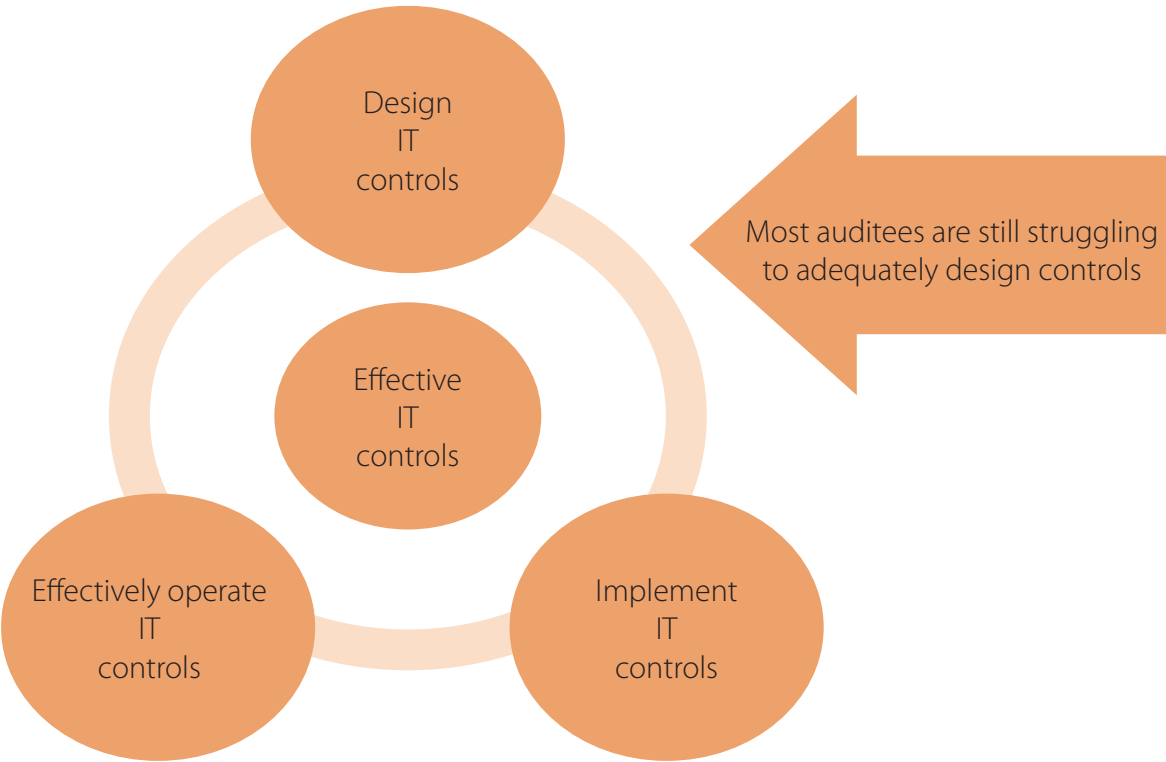 Design
IT
controls
Most auditees are still struggling
to adequately design controls
Effective
IT
controls
Effectively operate
IT
controls
Implement
IT
controls